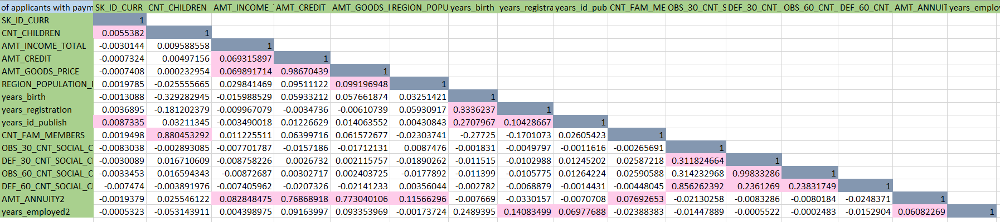 of applicants with paym SK_ID_CURR CNT_CHILDREN AMT_INCOME_ AMT_CREDIT AMT_GOODS_I REGION_POPU years_birth years_registra years_id_pub CNT_FAM_ME OBS_30_CNT_S DEF_30_CNT_ OBS_60_CNT_ DEF_60_CNT_ AMT_ANNUIT years_emplo
SK_ID_CURR 1
CNT_CHILDREN 0.0055382 1
AMT_INCOME_TOTAL -0.0030144 0.009588558 1
AMT_CREDIT -0.0007324 0.00497156 0.069315897 1
AMT_GOODS_PRICE -0.0007408 0.000232954 0.069891714 0.98670439 1
REGION_POPULATION_I 0.0019785 -0.025555665 0.029841469 0.09511122 0.099196948 1
years_birth -0.0013088 -0.329282945 -0.015988529 0.05933212 0.057661874 0.03251421 1
years_registration 0.0036895 -0.181202379 -0.009967079 -0.0034736 -0.00610739 0.05930917 0.3336237 1
years_id_publish 0.0087335 0.03211345 -0.003490018 0.01226629 0.014063552 0.00430843 0.2707967 0.10428667 1
CNT_FAM_MEMBERS 0.0019498 0.880453292 0.011225511 0.06399716 0.061572677 -0.02303741 -0.27725 -0.1701073 0.02605423 1
OBS_30_CNT_SOCIAL_C -0.0083038 -0.002893085 -0.007701787 -0.0157186 -0.01712131 0.0087476 -0.001831 -0.0049797 -0.0011616 -0.00265691 1
DEF_30_CNT_SOCIAL_CI -0.0030089 0.016710609 -0.008758226 0.0026732 0.002115757 -0.01890262 -0.011515 -0.0102988 0.01245202 0.02587218 0.311824664 1
OBS_60_CNT_SOCIAL_C -0.0033453 0.016594343 -0.00872687 0.00302717 0.002403725 -0.0177892 -0.011399 -0.0105775 0.01264224 0.02590588 0.314232968 0.99833286 1
DEF_60_CNT_SOCIAL_CI -0.007474 -0.003891976 -0.007405962 -0.0207326 -0.02141233 0.00356044 -0.002782 -0.0068879 -0.0014431 -0.00448045 0.856262392 0.2361269 0.23831749 1
AMT_ANNUITY2 -0.0019379 0.025546122 0.082848475 0.76868918 0.773040106 0.11566296 -0.007669 -0.0330157 -0.0070708 0.07692653 -0.02130258 -0.0083286 -0.0080184 -0.0248371 1
years_employed2 -0.0005323 -0.053143911 0.004398975 0.09163997 0.093353969 -0.00173724 0.2489395 0.14083499 0.06977688 -0.02388383 -0.01447889 -0.0005522 -0.0002483 -0.0152904 0.06082269 1